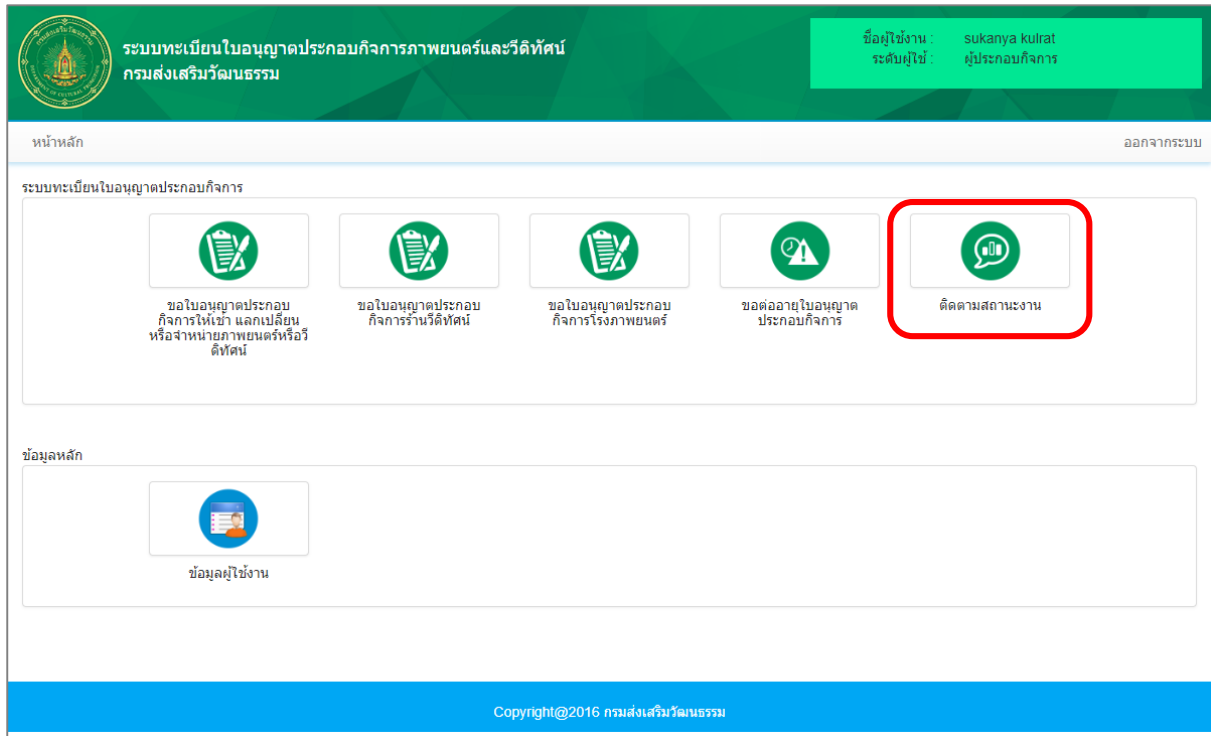 ระบบทะเบียนใบอนุญาตประกอบกิจการภาพยนตร์และวีดิทัศน์
กรมส่งเสริมวัฒนธรรม
ชื่อผู้ใช้งาน : sukanya kulrat
ระดับผู้ใช้ : ผู้ประกอบกิจการ
หน้าหลัก
ออกจากระบบ
ระบบทะเบียนใบอนุญาตประกอบกิจการ
ขอใบอนุญาตประกอบ
กิจการให้เช่า แลกเปลี่ยน
หรือจำหน่ายภาพยนตร์หรือวี
ดิทัศน์
ขอใบอนุญาตประกอบ
กิจการร้านวีดิทัศน์
ขอใบอนุญาตประกอบ
กิจการโรงภาพยนตร์
ขอต่ออายุใบอนุญาต
ประกอบกิจการ
ติดตามสถานะงาน
ข้อมูลหลัก
ข้อมูลผู้ใช้งาน
Copyright@2016 กรมส่งเสริมวัฒนธรรม